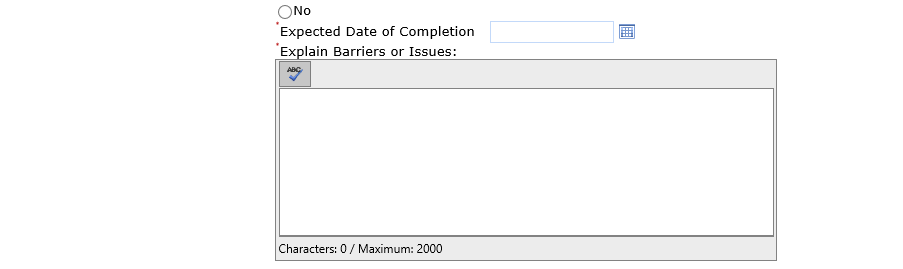 No
*Expected Date of Completion
*Explain Barriers or Issues:
ABC
Characters: 0 / Maximum: 2000